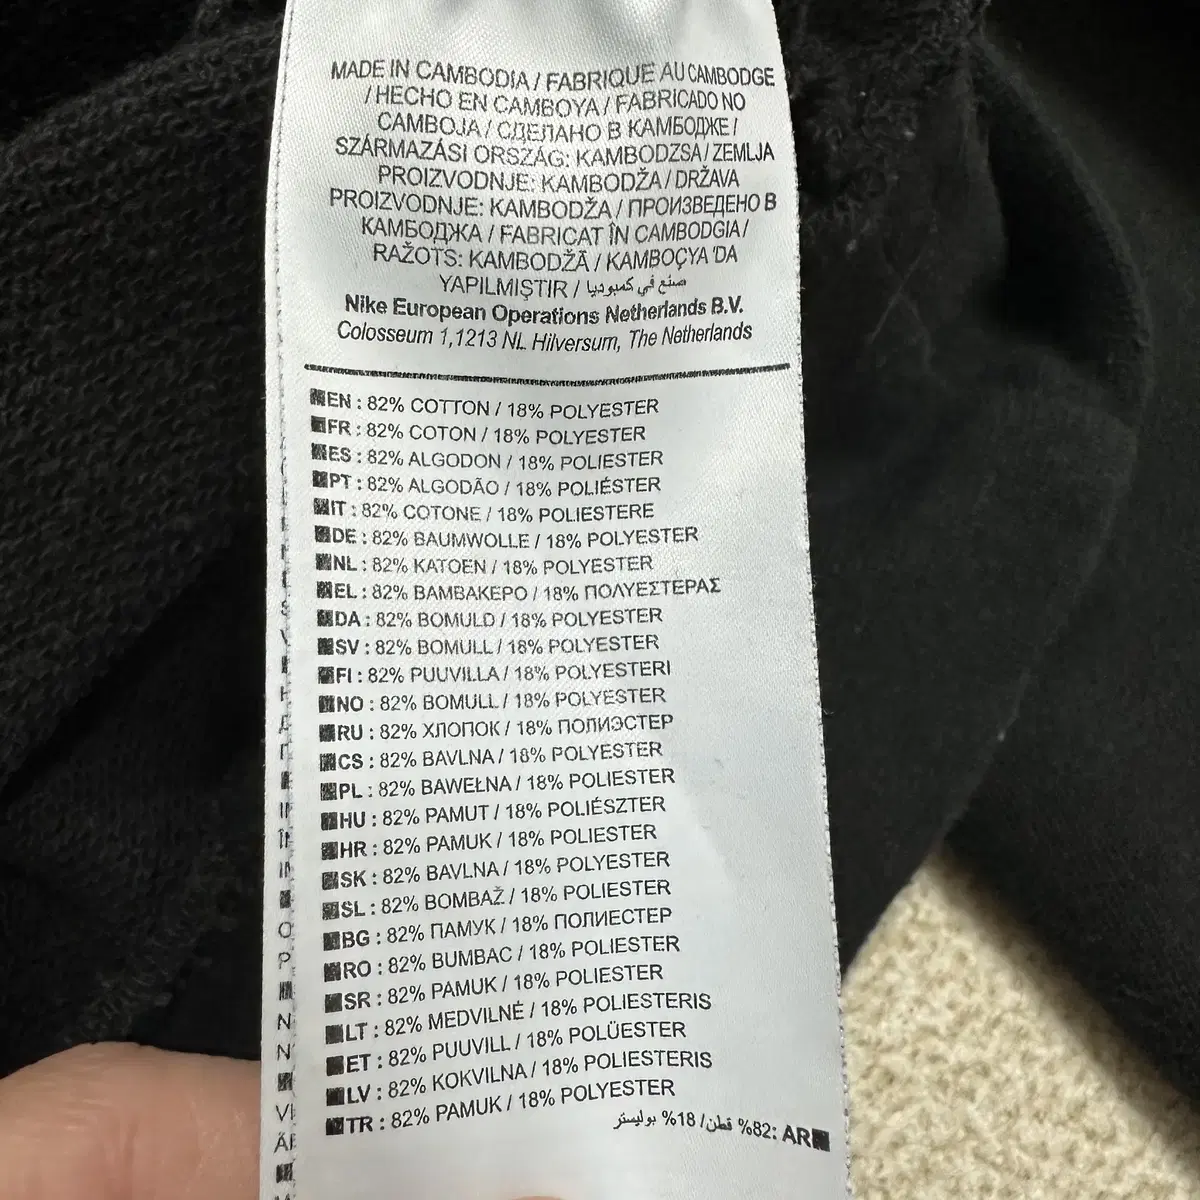 MADE IN CAMBODIA / FABRIQUE AU CAMBODGE
/ HECHO EN CAMBOYA / FABRICADO NO
CAMBOJA / СДЕЛАНО В КАМБОДЖЕ /
SZÁRMAZÁSI ORSZÁG: KAMBODZSA / ZEMLJA
PROIZVODNJE: KAMBODŽA / DRŽAVA
PROIZVODNJE: KAMBODŽA / ПРОИЗВЕДЕНО В
КАМБОДЖА / FABRICAT ÎN CAMBODGIA /
RAŽOTS: KAMBODŽĀ / KAMBOÇYA 'DA
YAPILMIŞTIR / صنع في كمبوديا
Nike European Operations Netherlands B.V.
Colosseum 1,1213 NL Hilversum, The Netherlands
EN : 82% COTTON / 18% POLYESTER
FR : 82% COTON / 18% POLYESTER
ES : 82% ALGODON / 18% POLIESTER
PT : 82% ALGODÃO / 18% POLIÉSTER
IT : 82% COTONE / 18% POLIESTERE
DE : 82% BAUMWOLLE / 18% POLYESTER
NL : 82% KATOEN / 18% POLYESTER
EL : 82% ΒΑΜΒΑΚΕΡΟ / 18% ΠΟΛΥΕΣΤΕΡΑΣ
DA : 82% BOMULD / 18% POLYESTER
SV : 82% BOMULL / 18% POLYESTER
FI : 82% PUUVILLA / 18% POLYESTERI
NO : 82% BOMULL / 18% POLYESTER
RU : 82% ХЛОПОК / 18% ПОЛИЭСТЕР
CS : 82% BAVLNA / 18% POLYESTER
PL : 82% BAWEŁNA / 18% POLIESTER
HU : 82% PAMUT / 18% POLIÉSZTER
HR : 82% PAMUK / 18% POLIESTER
SK : 82% BAVLNA / 18% POLYESTER
SL : 82% BOMBAŽ / 18% POLIESTER
BG : 82% ПАМУК / 18% ПОЛИЕСТЕР
RO : 82% BUMBAC / 18% POLIESTER
SR : 82% PAMUK / 18% POLIESTER
LT : 82% MEDVILNĖ / 18% POLIESTERIS
ET : 82% PUUVILL / 18% POLÜESTER
LV : 82% KOKVILNA / 18% POLIESTERIS
TR : 82% PAMUK / 18% POLYESTER
AR :82% قطن/ 18% بوليستر